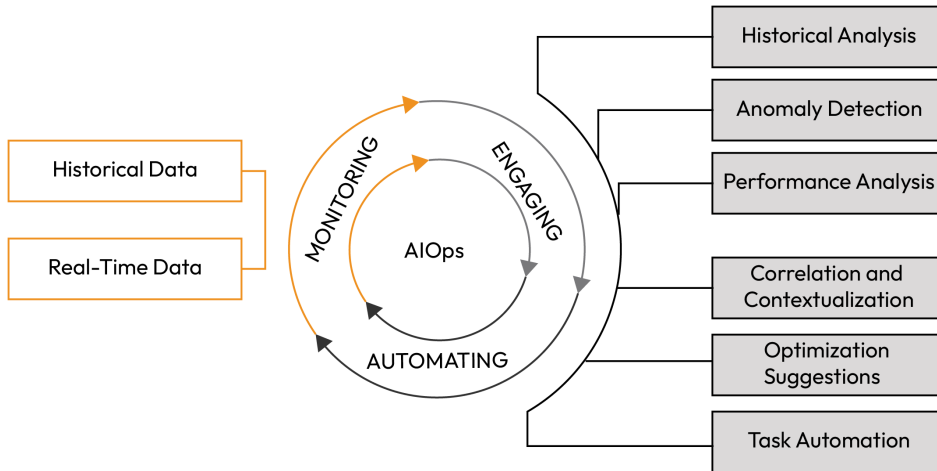 Historical Data
Real-Time Data
MONITORING
ENGAGING
AIOps
AUTOMATING
Historical Analysis
Anomaly Detection
Performance Analysis
Correlation and
Contextualization
Optimization
Suggestions
Task Automation